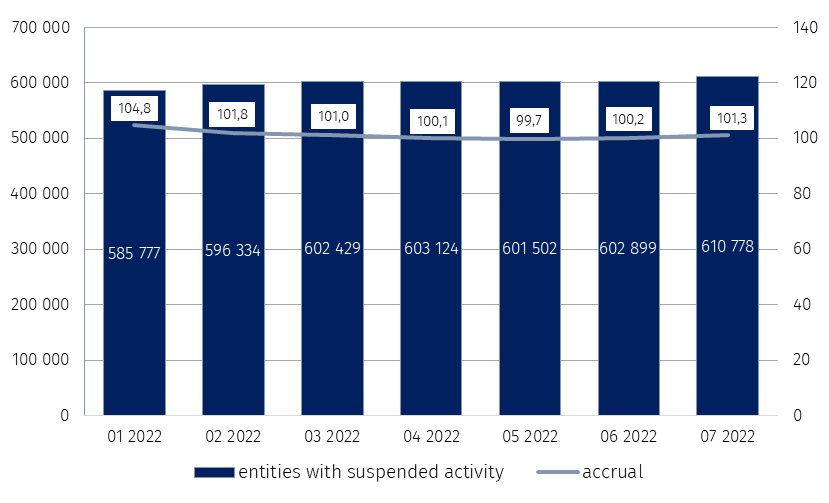 700 000 140
600 000 120
104,8 101,8 101,0 100,1 99,7 100,2 101,3
500 000 100
400 000 80
300 000 60
585 777 596 334 602 429 603 124 601 502 602 899 610 778
200 000 40
100 000 20
0 0
01 2022 02 2022 03 2022 04 2022 05 2022 06 2022 07 2022
entities with suspended activity accrual